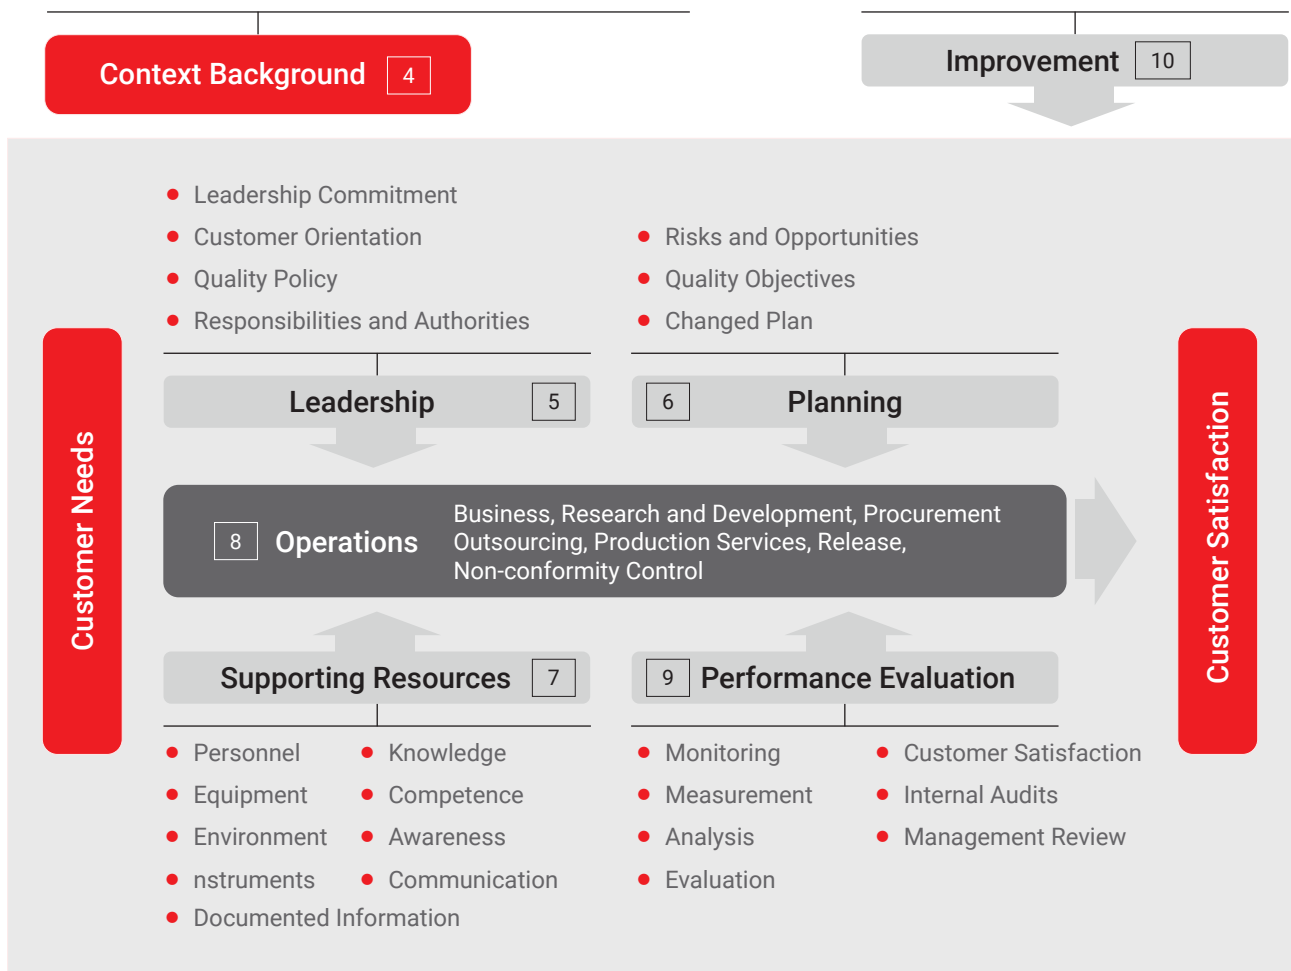 Context Background 4
Improvement 10
Leadership Commitment
Customer Orientation
Quality Policy
Responsibilities and Authorities
Risks and Opportunities
Quality Objectives
Changed Plan
Customer Needs
Leadership 5
6 Planning
8 Operations
Business, Research and Development, Procurement
Outsourcing, Production Services, Release,
Non-conformity Control
Customer Satisfaction
Supporting Resources 7
9 Performance Evaluation
Personnel
Equipment
Environment
nstruments
Documented Information
Knowledge
Competence
Awareness
Communication
Monitoring
Measurement
Analysis
Evaluation
Customer Satisfaction
Internal Audits
Management Review